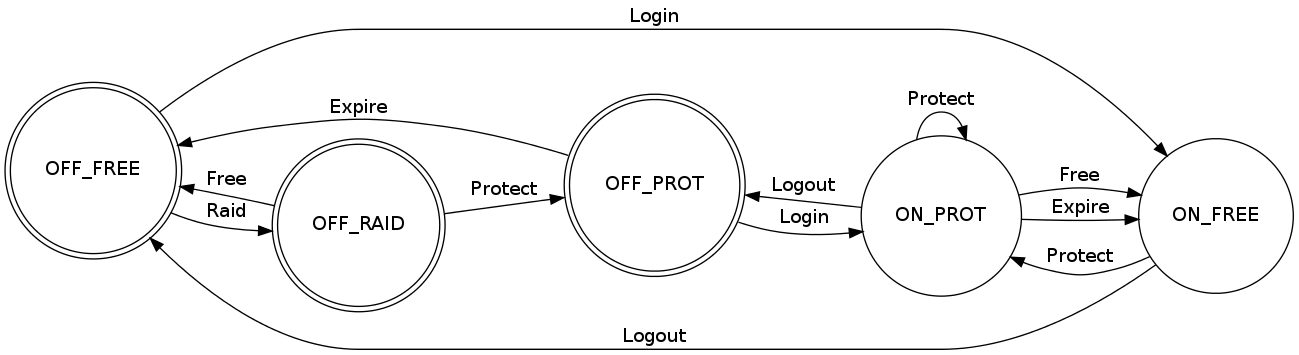 Login
Expire
Protect
OFF_FREE
Free
Raid
OFF_RAID
Protect
OFF_PROT
Logout
Login
ON_PROT
Free
Expire
Protect
ON_FREE
Logout